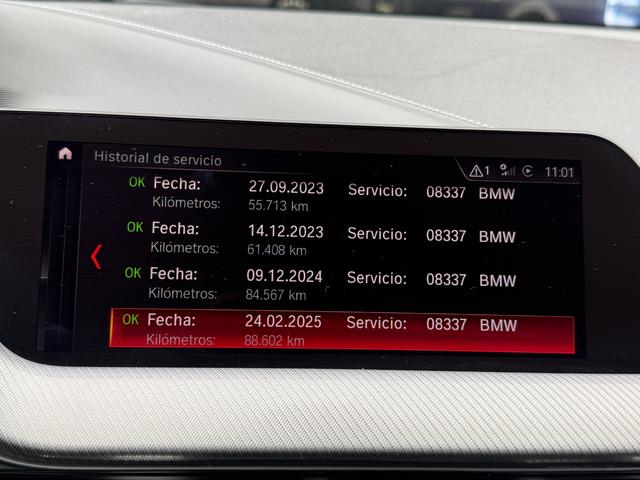 Historial de servicio 1 11:01
OK Fecha: 27.09.2023 Servicio: 08337 BMW
Kilómetros: 55.713 km
OK Fecha: 14.12.2023 Servicio: 08337 BMW
Kilómetros: 61.408 km
OK Fecha: 09.12.2024 Servicio: 08337 BMW
Kilómetros: 84.567 km
OK Fecha: 24.02.2025 Servicio: 08337 BMW
Kilómetros: 88.602 km